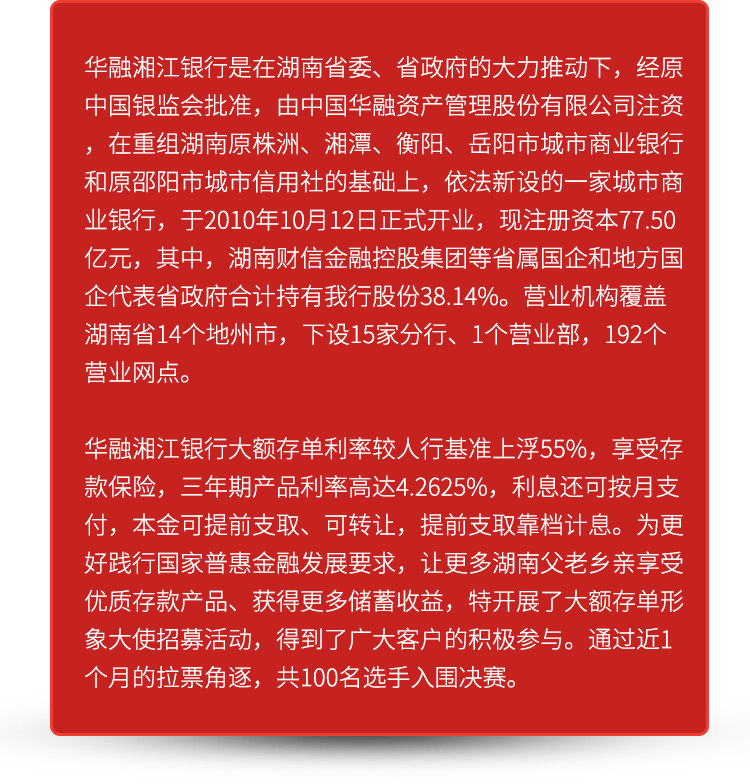 华融湘江银行是在湖南省委、省政府的大力推动下，经原
中国银监会批准，由中国华融资产管理股份有限公司注资
，在重组湖南原株洲、湘潭、衡阳、岳阳市城市商业银行
和原邵阳市城市信用社的基础上，依法新设的一家城市商
业银行，于2010年10月12日正式开业，现注册资本77.50
亿元，其中，湖南财信金融控股集团等省属国企和地方国
企代表省政府合计持有我行股份38.14%。营业机构覆盖
湖南省14个地州市，下设15家分行、1个营业部，192个
营业网点。
华融湘江银行大额存单利率较人行基准上浮55%，享受存
款保险，三年期产品利率高达4.2625%，利息还可按月支
付，本金可提前支取、可转让，提前支取靠档计息。为更
好践行国家普惠金融发展要求，让更多湖南父老乡亲享受
优质存款产品、获得更多储蓄收益，特开展了大额存单形
象大使招募活动，得到了广大客户的积极参与。通过近1
个月的拉票角逐，共100名选手入围决赛。